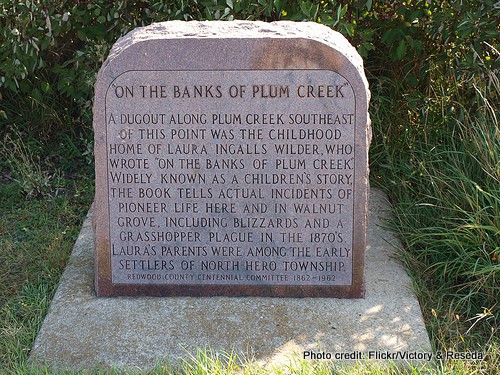 "ON THE BANKS OF PLUM CREEK"
A DUGOUT ALONG PLUM CREEK SOUTHEAST
OF THIS POINT WAS THE CHILDHOOD
HOME OF LAURA INGALLS WILDER, WHO
WROTE "ON THE BANKS OF PLUM CREEK."
WIDELY KNOWN AS A CHILDREN'S STORY,
THE BOOK TELLS ACTUAL INCIDENTS OF
PIONEER LIFE HERE AND IN WALNUT
GROVE, INCLUDING BLIZZARDS AND A
GRASSHOPPER PLAGUE IN THE 1870'S.
LAURA'S PARENTS WERE AMONG THE EARLY
SETTLERS OF NORTH HERO TOWNSHIP.
REDWOOD COUNTY CENTENNIAL COMMITTEE 1862-1962
Photo credit: Flickr/Victory & Reseda